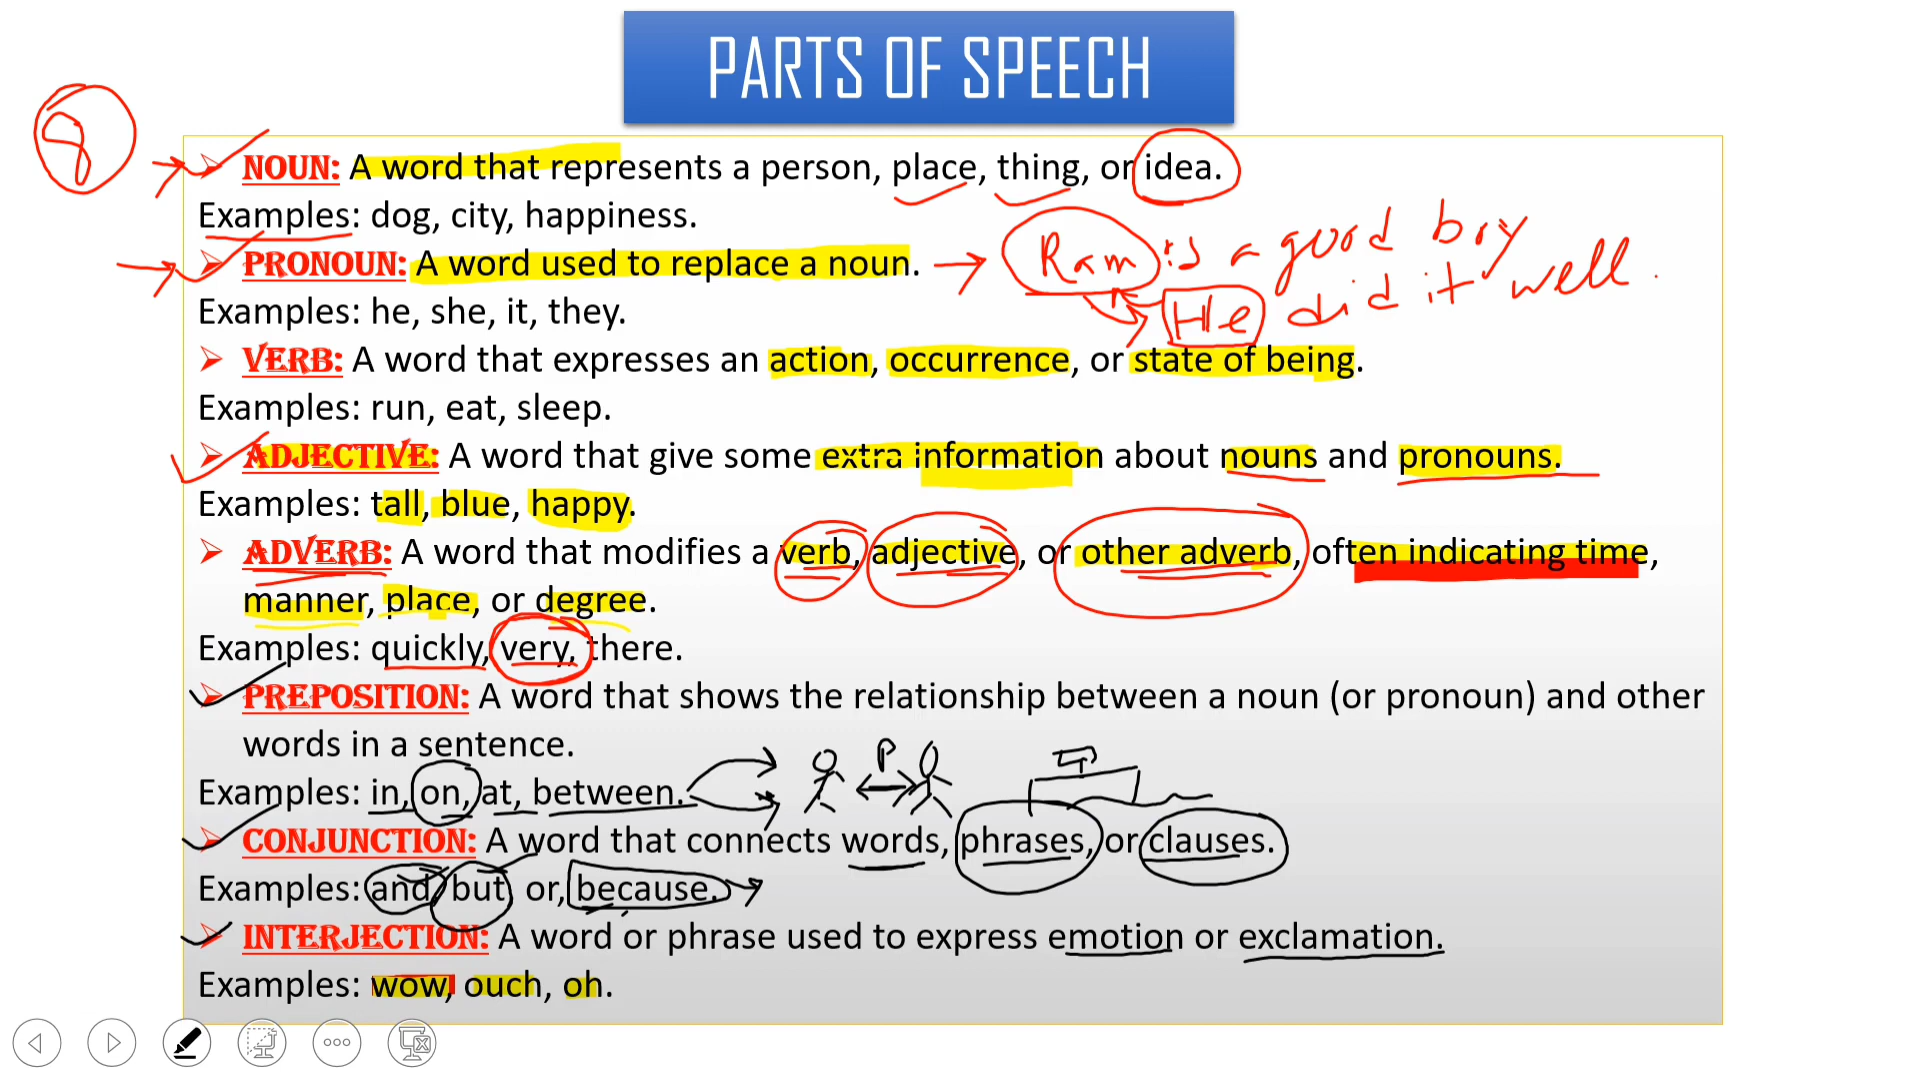 PARTS OF SPEECH
8
NOUN: A word that represents a person, place, thing, or idea.
Examples: dog, city, happiness.
PRONOUN: A word used to replace a noun.
Ram is a good boy
He did it well.
Examples: he, she, it, they.
VERB: A word that expresses an action, occurrence, or state of being.
Examples: run, eat, sleep.
ADJECTIVE: A word that give some extra information about nouns and pronouns.
Examples: tall, blue, happy.
ADVERB: A word that modifies a verb, adjective, or other adverb, often indicating time,
manner, place, or degree.
Examples: quickly, very, there.
PREPOSITION: A word that shows the relationship between a noun (or pronoun) and other
words in a sentence.
P
Examples: in, on, at, between.
CONJUNCTION: A word that connects words, phrases, or clauses.
Examples: and, but, or, because.
INTERJECTION: A word or phrase used to express emotion or exclamation.
Examples: wow, ouch, oh.